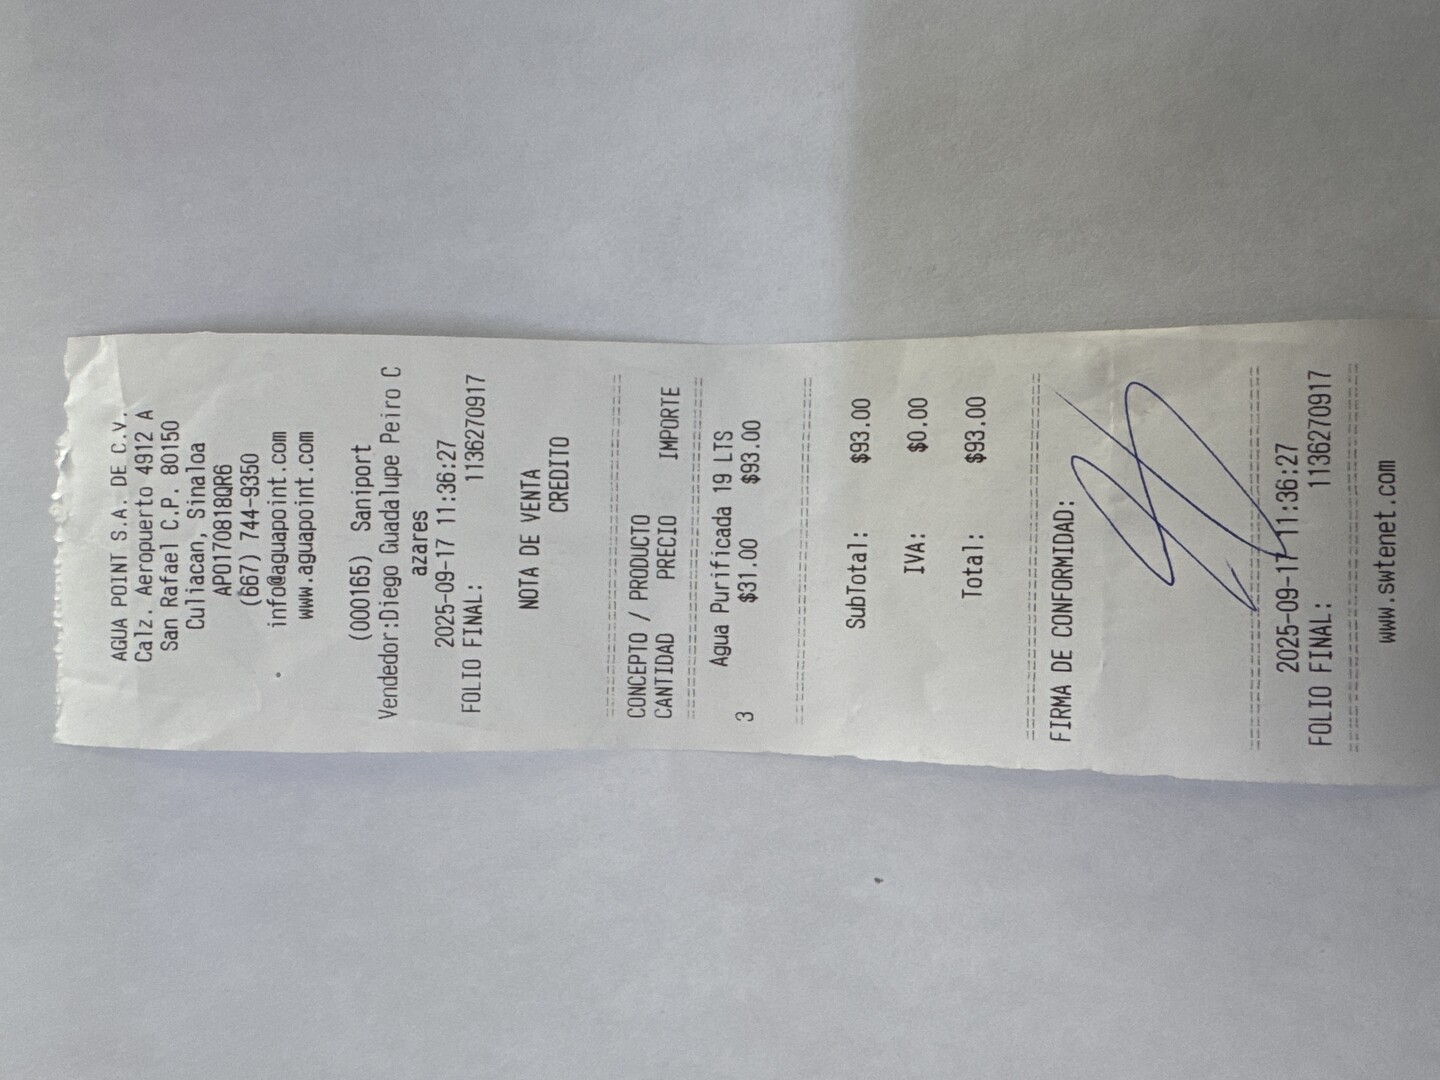 AGUA POINT S.A. DE C.V.
Calz. Aeropuerto 4912 A
San Rafael C.P. 80150
Culiacan, Sinaloa
APO170818QR6
(667) 744-9350
info@aguapoint.com
www.aguapoint.com
(000165) Saniport
Vendedor:Diego Guadalupe Peiro C
azares
2025-09-17 11:36:27
FOLIO FINAL: 1136270917
NOTA DE VENTA
CREDITO
CONCEPTO / PRODUCTO
CANTIDAD PRECIO IMPORTE
Agua Purificada 19 LTS
3 $31.00 $93.00
SubTotal: $93.00
IVA: $0.00
Total: $93.00
FIRMA DE CONFORMIDAD:
2025-09-17 11:36:27
FOLIO FINAL: 1136270917
www.swtenet.com